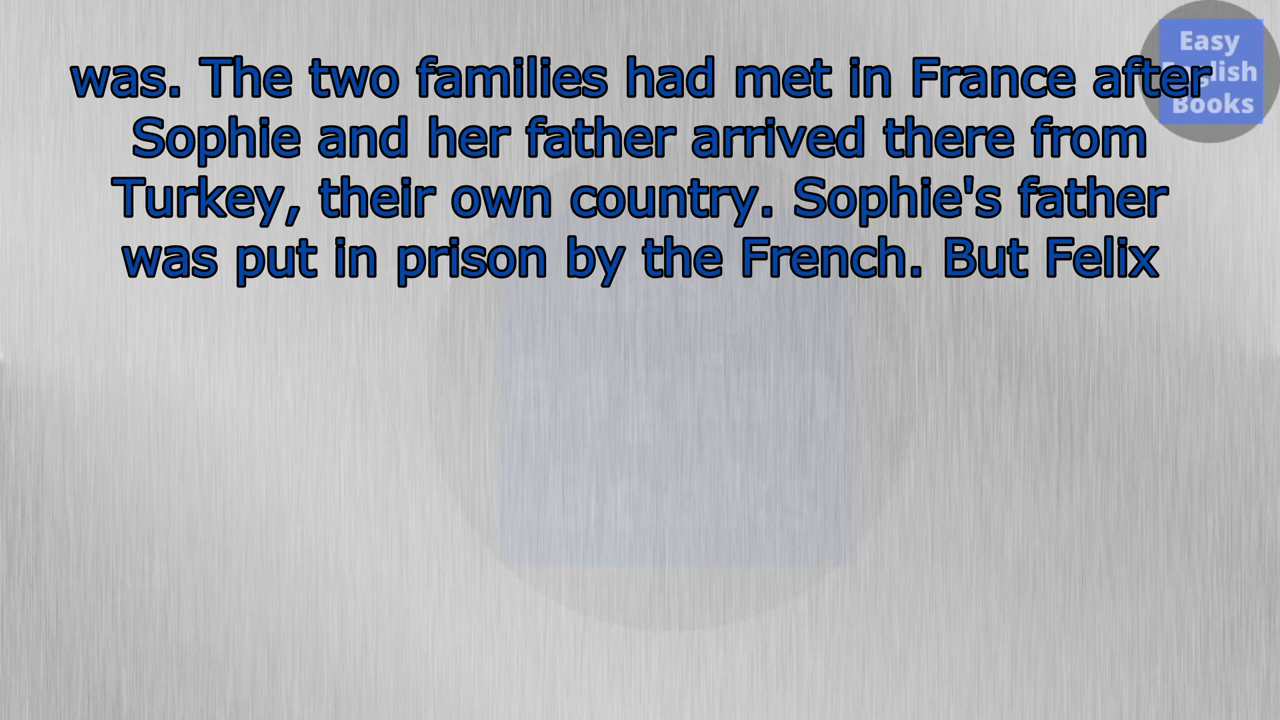 was. The two families had met in France after
Sophie and her father arrived there from
Turkey, their own country. Sophie's father
was put in prison by the French. But Felix
Easy
English
Books